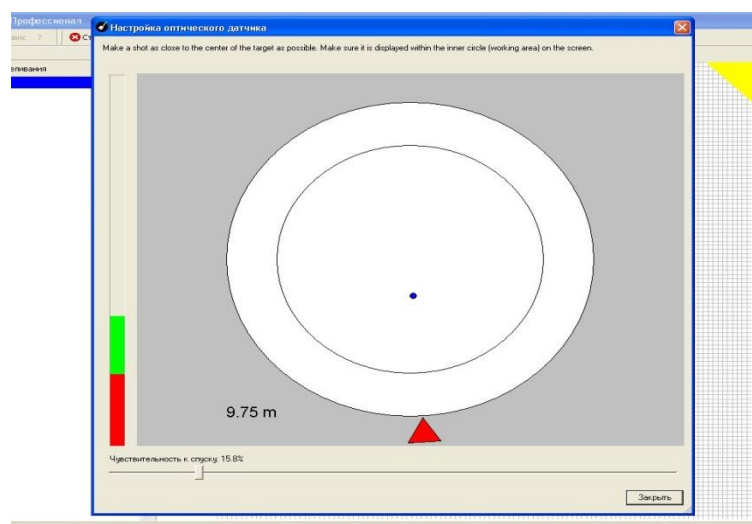 Профессионал
Настройка оптического датчика
Make a shot as close to the center of the target as possible. Make sure it is displayed within the inner circle (working area) on the screen.
9.75 m
Чувствительность к спуску: 15.8%
Закрыть